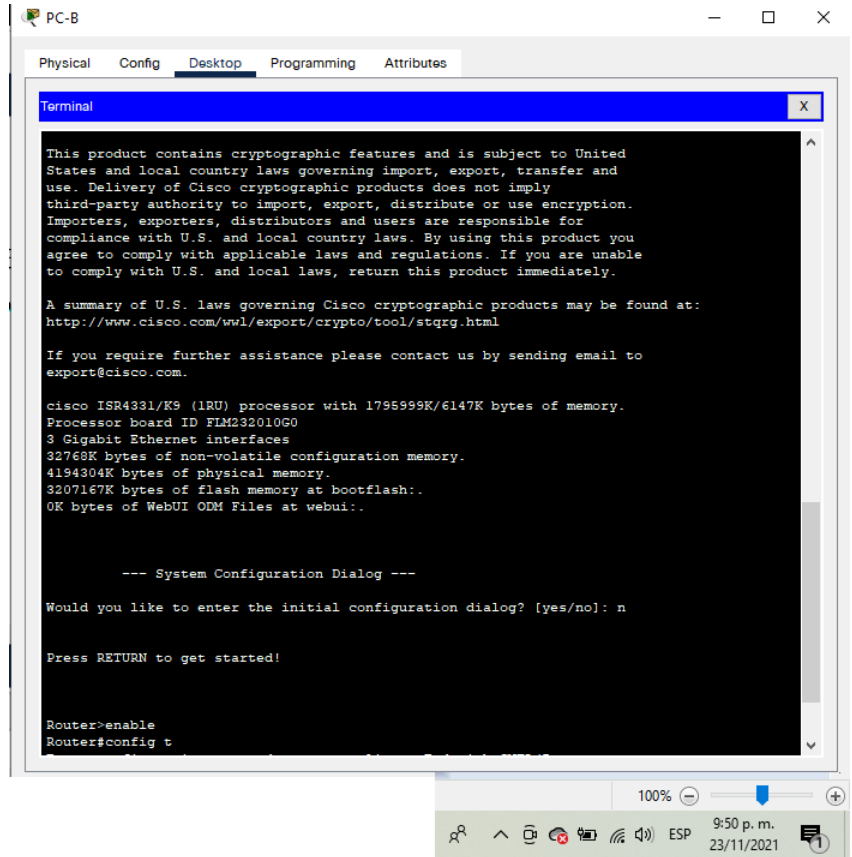 PC-B
Physical Config Desktop Programming Attributes
Terminal X
This product contains cryptographic features and is subject to United
States and local country laws governing import, export, transfer and
use. Delivery of Cisco cryptographic products does not imply
third-party authority to import, export, distribute or use encryption.
Importers, exporters, distributors and users are responsible for
compliance with U.S. and local country laws. By using this product you
agree to comply with applicable laws and regulations. If you are unable
to comply with U.S. and local laws, return this product immediately.
A summary of U.S. laws governing Cisco cryptographic products may be found at:
http://www.cisco.com/wwl/export/crypto/tool/stqrg.html
If you require further assistance please contact us by sending email to
export@cisco.com.
cisco ISR4331/K9 (1RU) processor with 1795999K/6147K bytes of memory.
Processor board ID FLM232010G0
3 Gigabit Ethernet interfaces
32768K bytes of non-volatile configuration memory.
4194304K bytes of physical memory.
3207167K bytes of flash memory at bootflash:.
0K bytes of WebUI ODM Files at webui:.
--- System Configuration Dialog ---
Would you like to enter the initial configuration dialog? [yes/no]: n
Press RETURN to get started!
Router>enable
Router#config t
100%
ESP
9:50 p. m.
23/11/2021
1